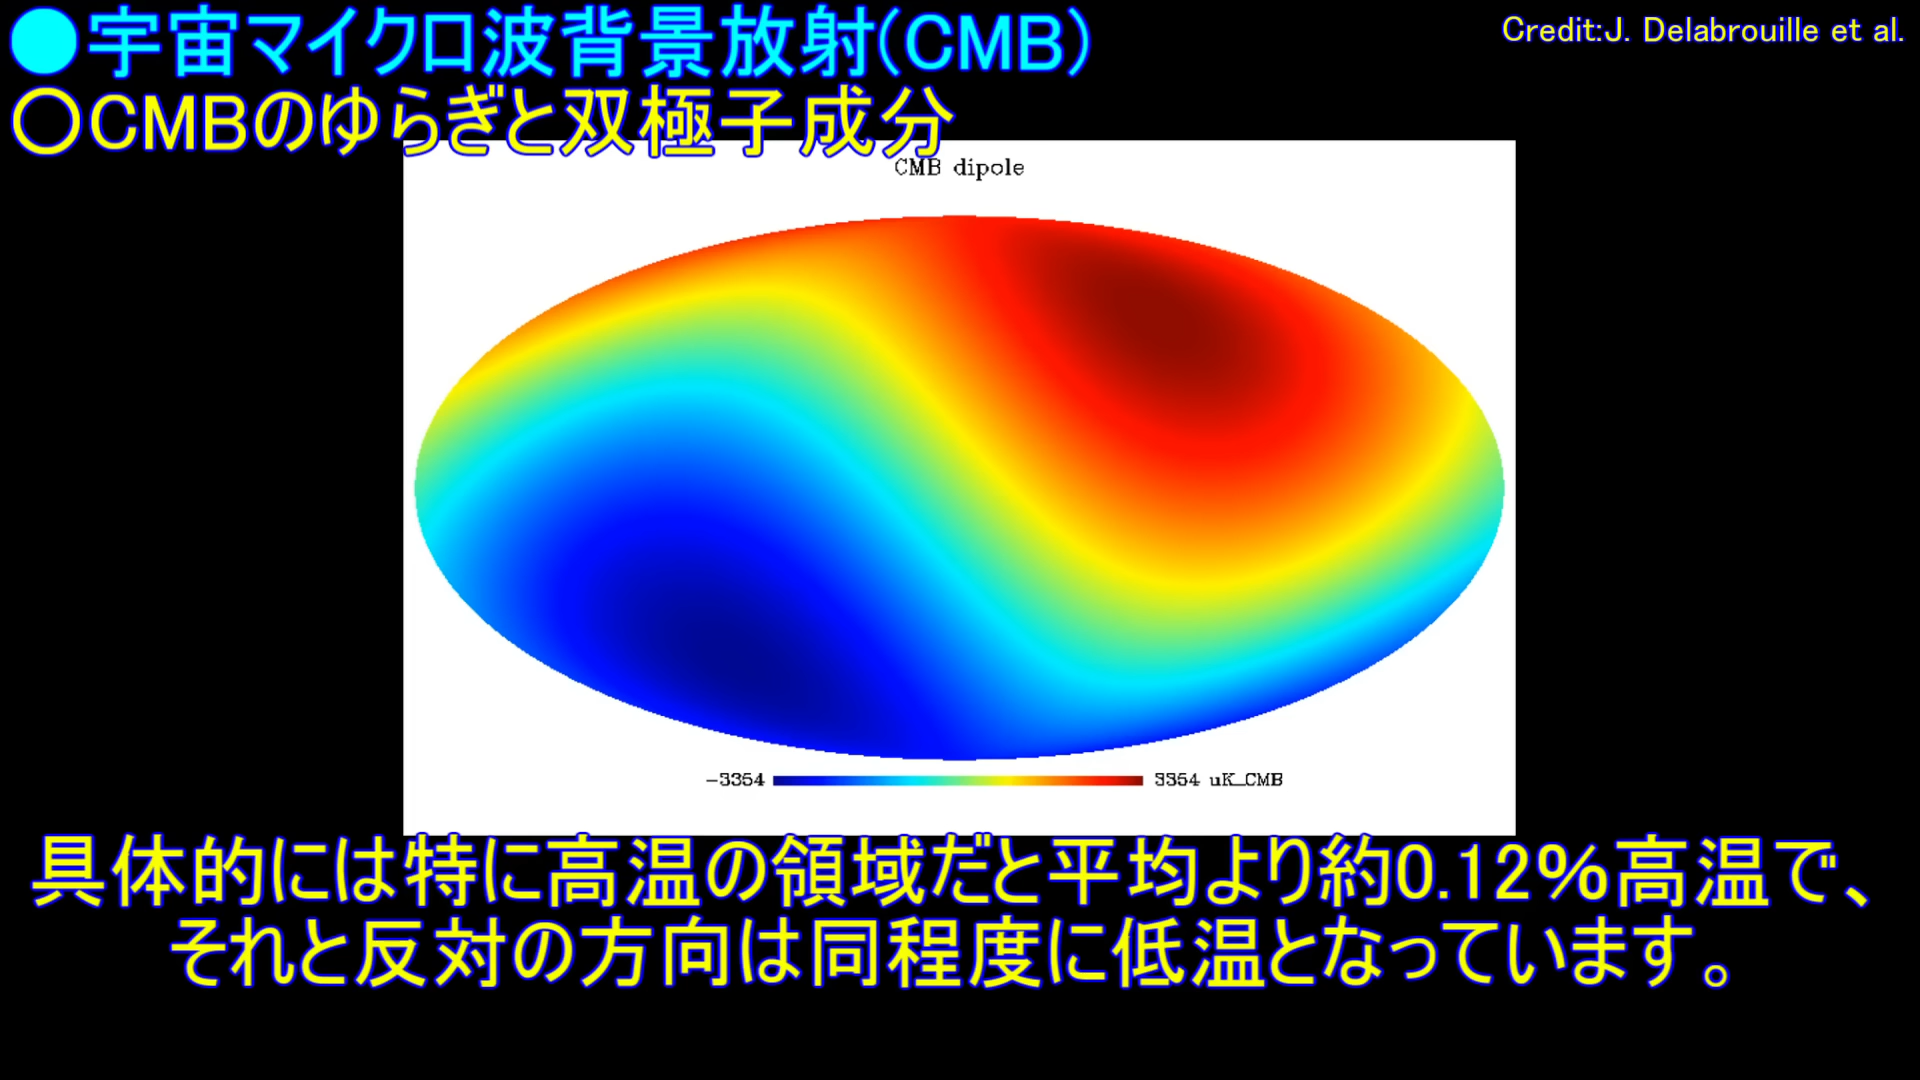 ●宇宙マイクロ波背景放射(CMB)
Credit:J. Delabrouille et al.
○CMBのゆらぎと双極子成分
CMB dipole
-3354 3354 uK_CMB
具体的には特に高温の領域だと平均より約0.12%高温で、
それと反対の方向は同程度に低温となっています。